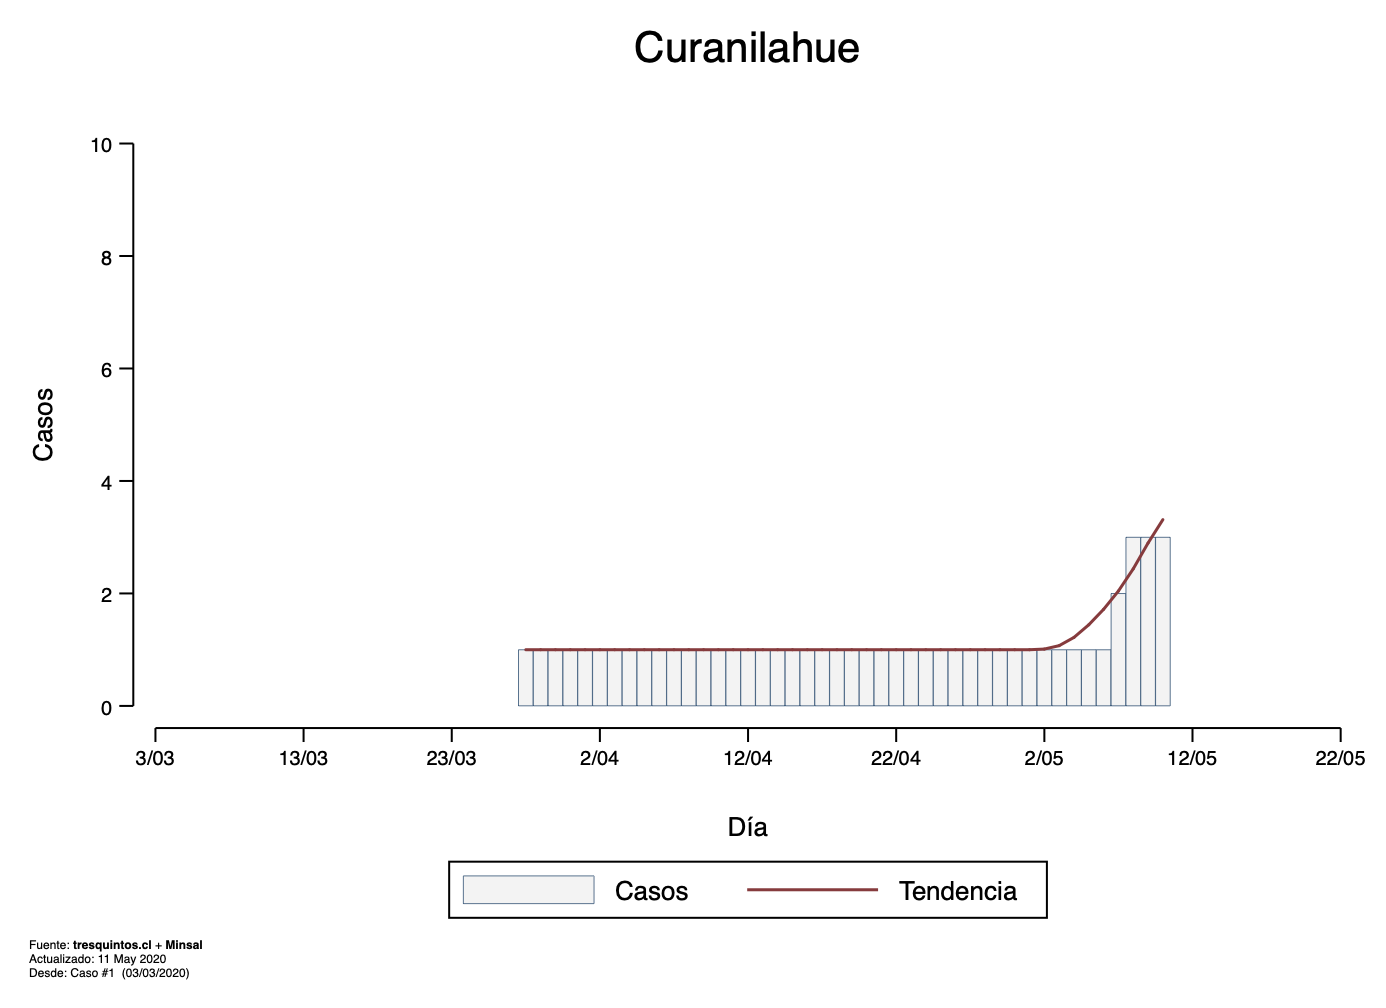 Curanilahue
10
8
6
4
2
0
Casos
3/03
13/03
23/03
2/04
12/04
22/04
2/05
12/05
22/05
Día
Casos
Tendencia
Fuente: tresquintos.cl + Minsal
Actualizado: 11 May 2020
Desde: Caso #1 (03/03/2020)